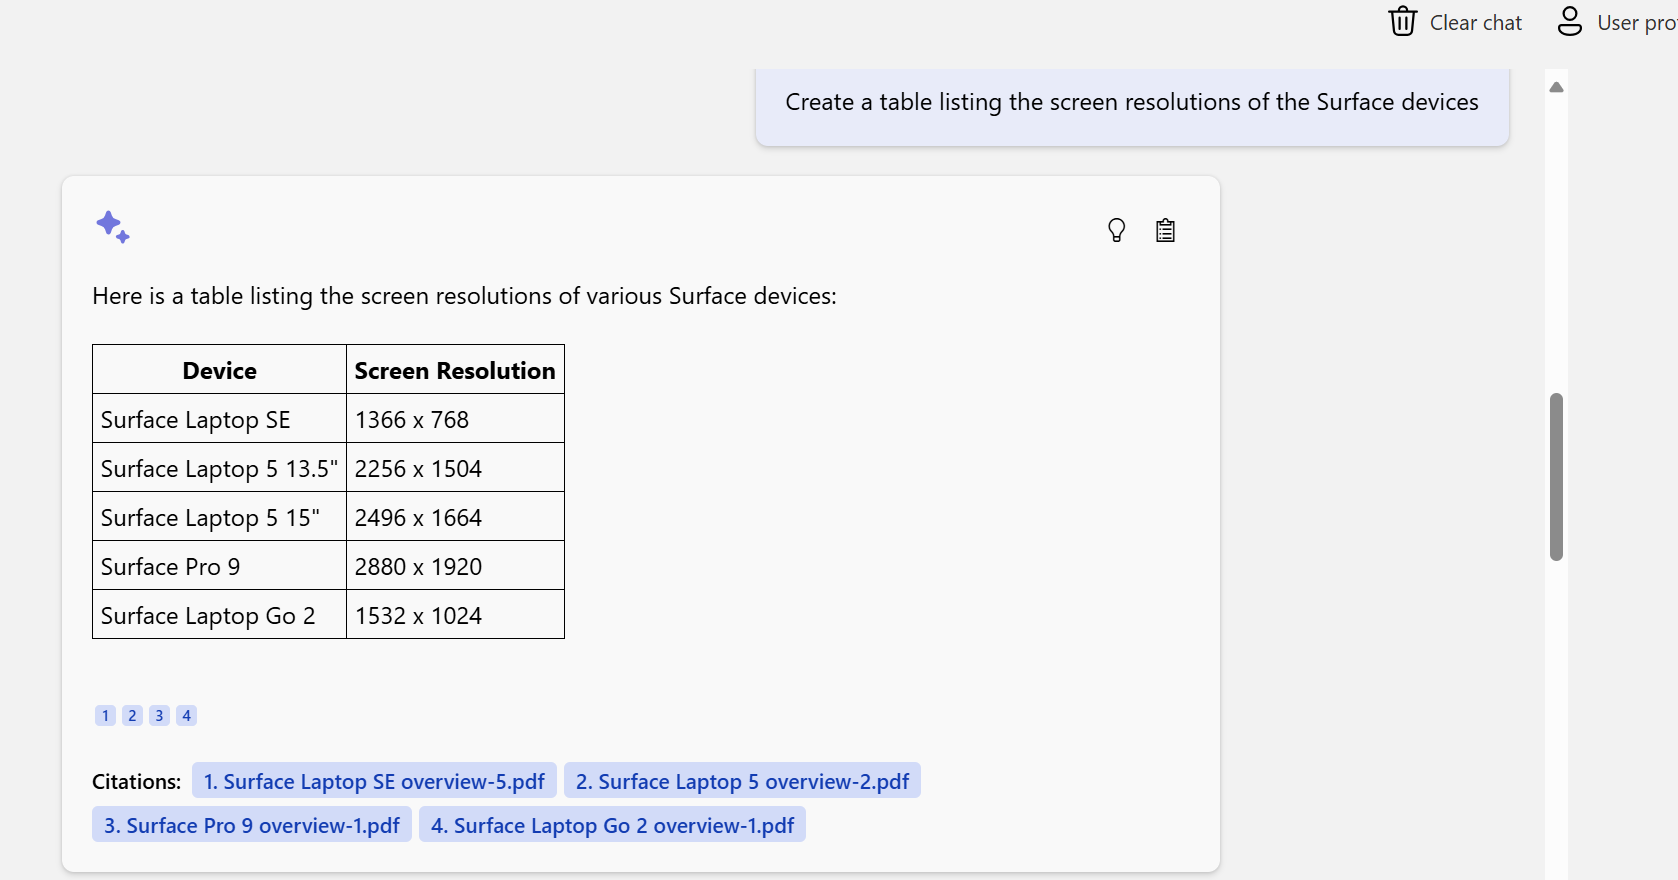 Clear chat User pro
Create a table listing the screen resolutions of the Surface devices
Here is a table listing the screen resolutions of various Surface devices:
Device Screen Resolution
Surface Laptop SE 1366 x 768
Surface Laptop 5 13.5" 2256 x 1504
Surface Laptop 5 15" 2496 x 1664
Surface Pro 9 2880 x 1920
Surface Laptop Go 2 1532 x 1024
1 2 3 4
Citations: 1. Surface Laptop SE overview-5.pdf 2. Surface Laptop 5 overview-2.pdf
3. Surface Pro 9 overview-1.pdf 4. Surface Laptop Go 2 overview-1.pdf